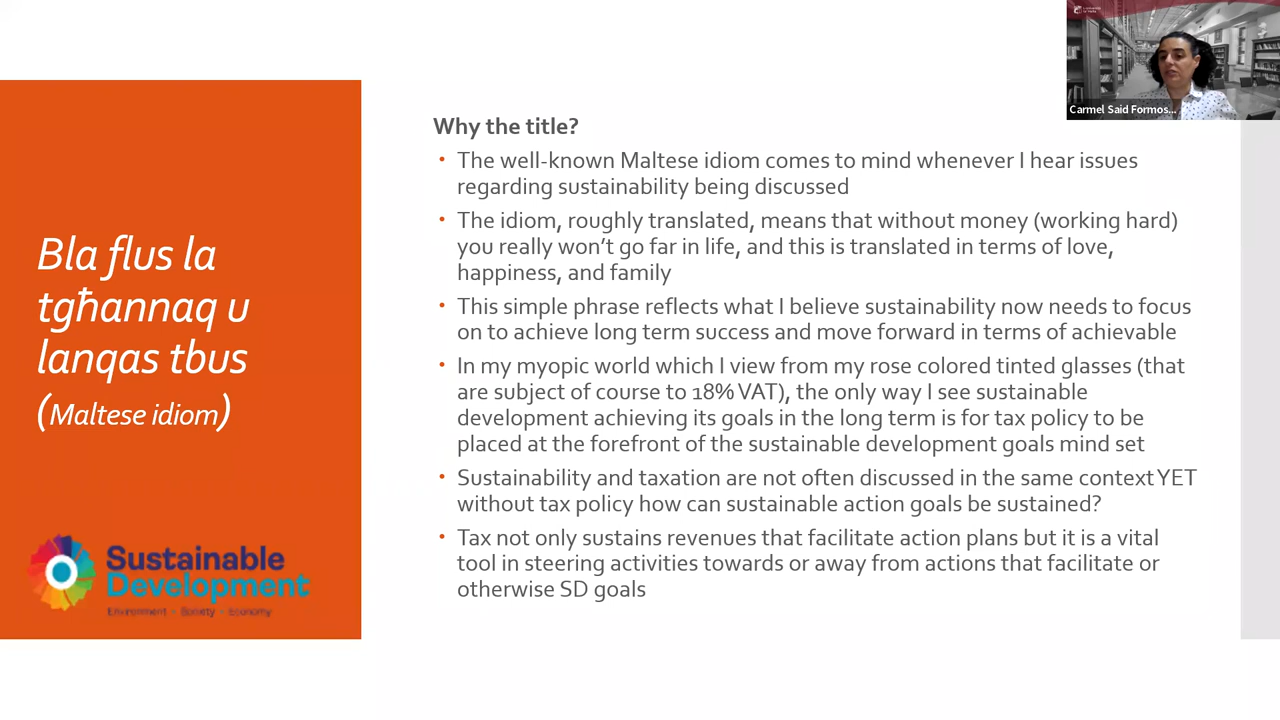 Carmel Said Formos...
Why the title?
• The well-known Maltese idiom comes to mind whenever I hear issues
regarding sustainability being discussed
• The idiom, roughly translated, means that without money (working hard)
you really won't go far in life, and this is translated in terms of love,
happiness, and family
• This simple phrase reflects what I believe sustainability now needs to focus
on to achieve long term success and move forward in terms of achievable
• In my myopic world which I view from my rose colored tinted glasses (that
are subject of course to 18% VAT), the only way I see sustainable
development achieving its goals in the long term is for tax policy to be
placed at the forefront of the sustainable development goals mind set
• Sustainability and taxation are not often discussed in the same context YET
without tax policy how can sustainable action goals be sustained?
• Tax not only sustains revenues that facilitate action plans but it is a vital
tool in steering activities towards or away from actions that facilitate or
otherwise SD goals
Bla flus la
tgħannaq u
lanqas tbus
(Maltese idiom)
Sustainable
Development
Environment - Society - Economy